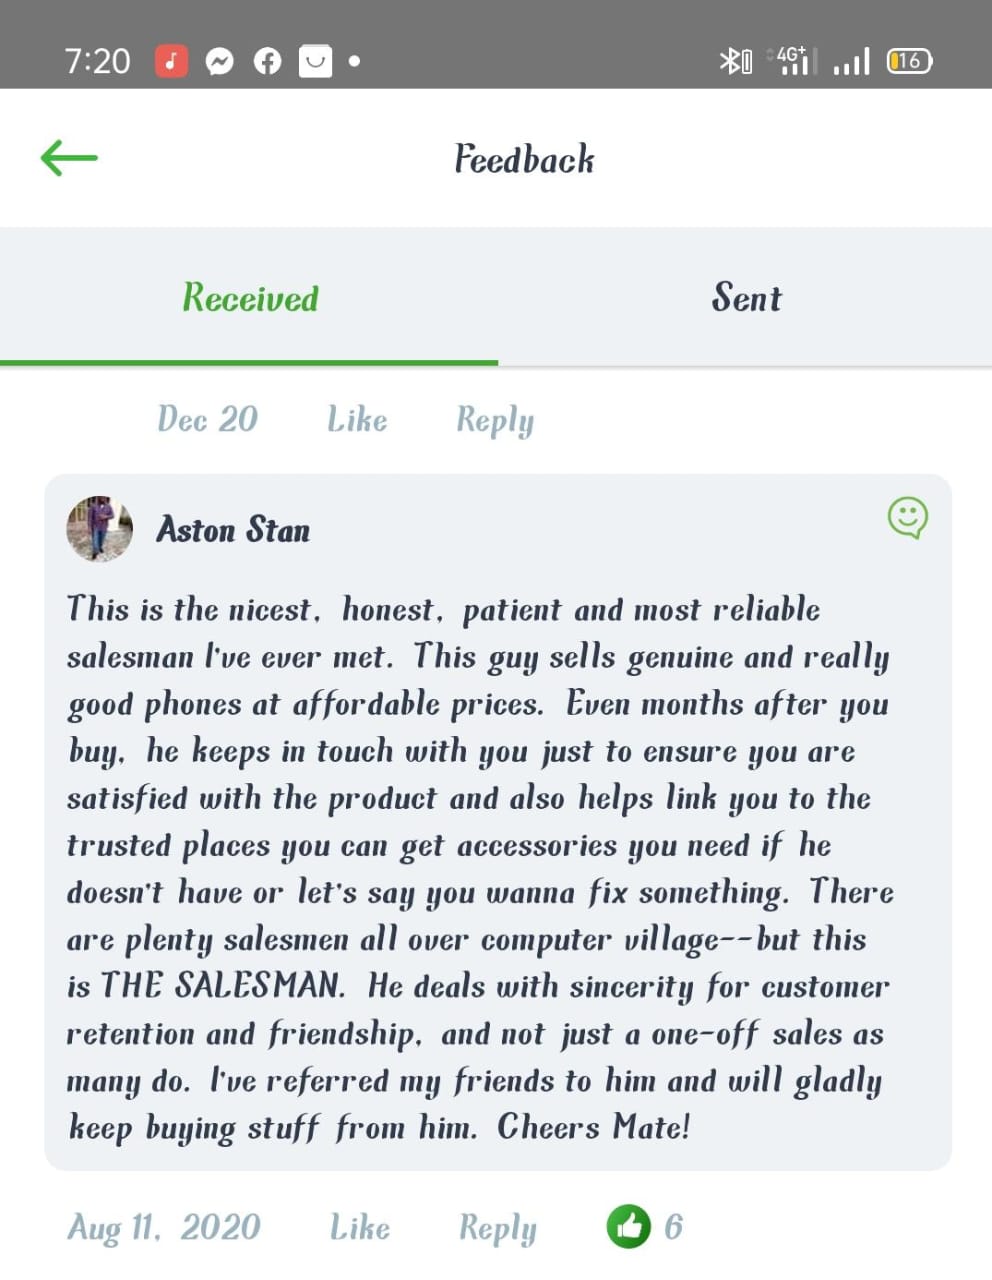 7:20 4G+ 16
Feedback
Received Sent
Dec 20 Like Reply
Aston Stan
This is the nicest, honest, patient and most reliable
salesman I've ever met. This guy sells genuine and really
good phones at affordable prices. Even months after you
buy, he keeps in touch with you just to ensure you are
satisfied with the product and also helps link you to the
trusted places you can get accessories you need if he
doesn't have or let's say you wanna fix something. There
are plenty salesmen all over computer village--but this
is THE SALESMAN. He deals with sincerity for customer
retention and friendship, and not just a one-off sales as
many do. I've referred my friends to him and will gladly
keep buying stuff from him. Cheers Mate!
Aug 11, 2020 Like Reply 6